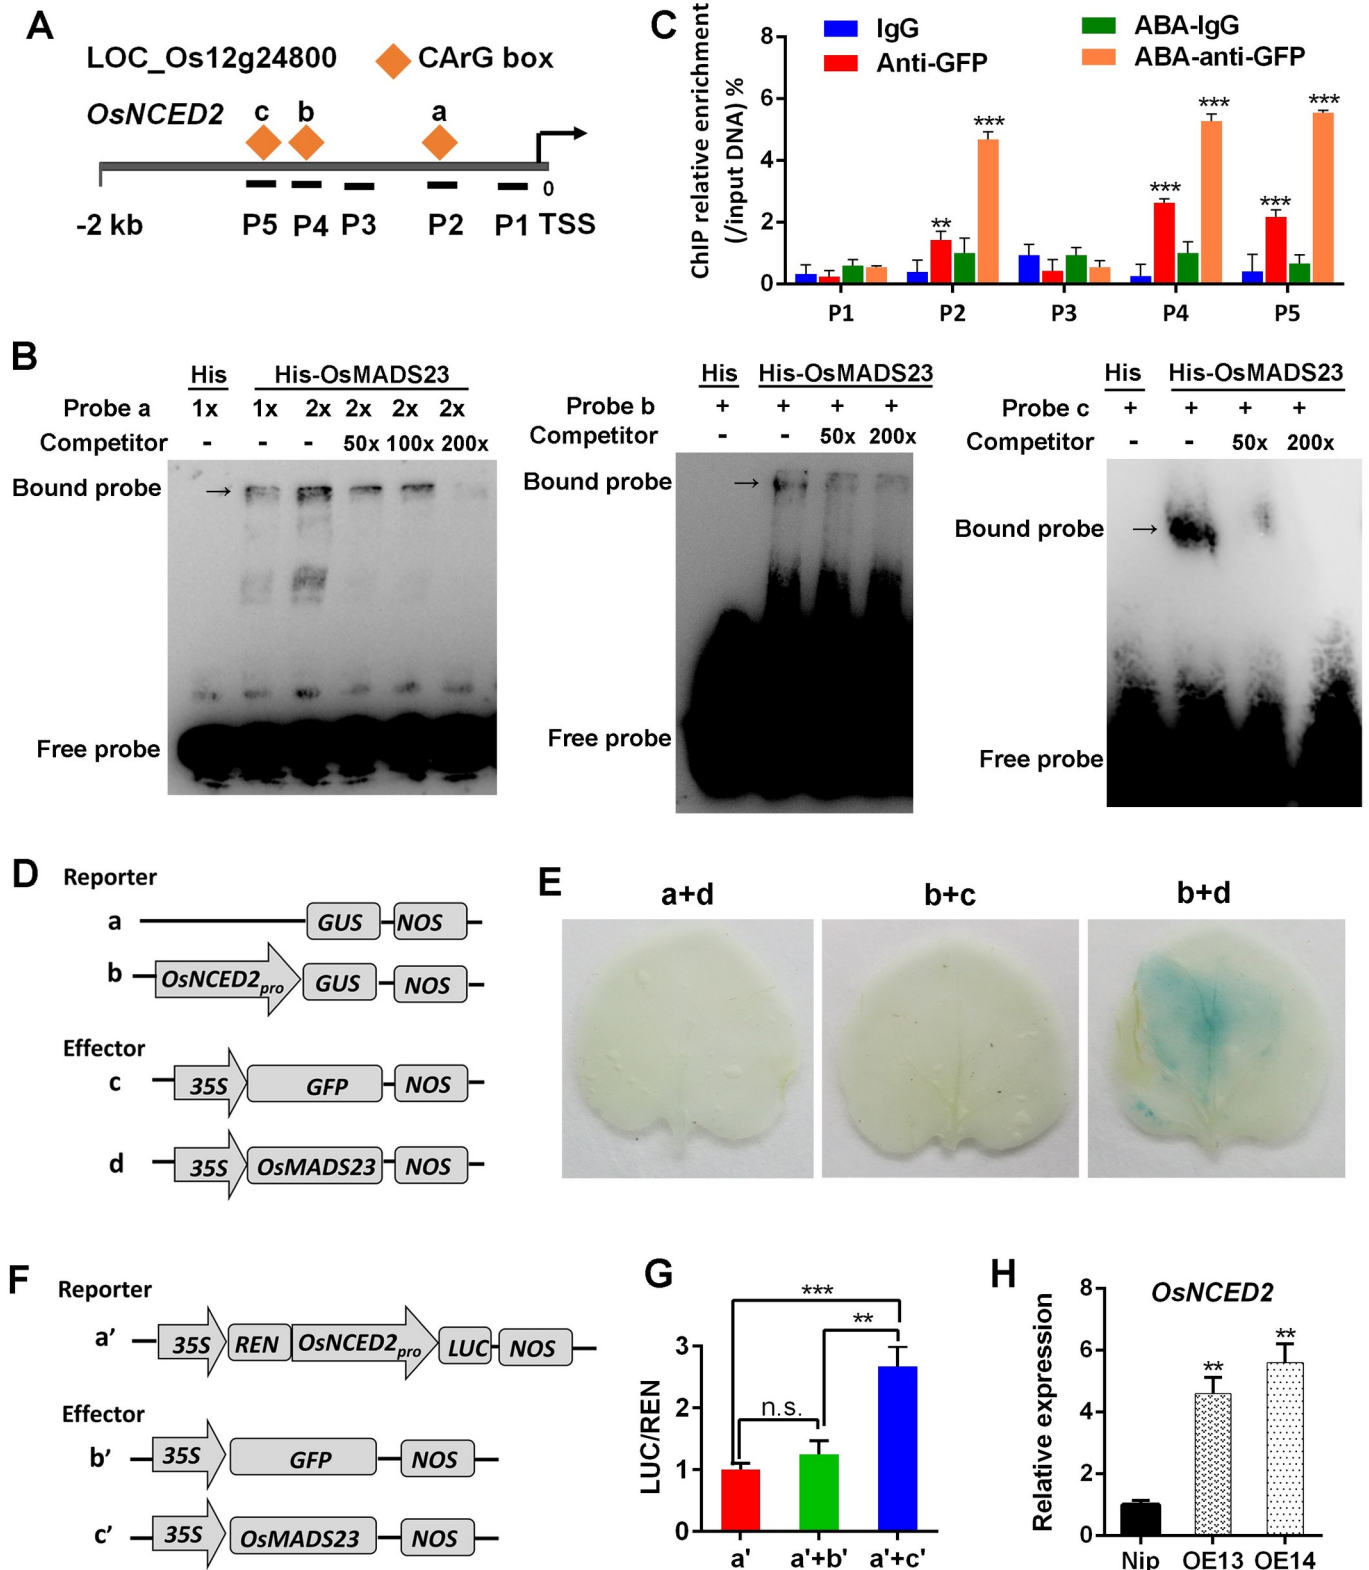 A
LOC_Os12g24800
CArG box
OsNCED2
c b a
-2 kb P5 P4 P3 P2 P1 0 TSS
C
ChIP relative enrichment
(/input DNA) %
IgG
Anti-GFP
ABA-IgG
ABA-anti-GFP
8
6
4
2
0
** *** *** *** *** ***
P1 P2 P3 P4 P5
B
His His-OsMADS23
Probe a 1x 1x 2x 2x 2x 2x
Competitor - - - 50x 100x 200x
Bound probe →
Free probe
His His-OsMADS23
Probe b + + + +
Competitor - - 50x 200x
Bound probe →
Free probe
His His-OsMADS23
Probe c + + + +
Competitor - - 50x 200x
Bound probe →
Free probe
D
Reporter
a GUS NOS
b OsNCED2pro GUS NOS
Effector
c 35S GFP NOS
d 35S OsMADS23 NOS
E
a+d b+c b+d
F
Reporter
a’ 35S REN OsNCED2pro LUC NOS
Effector
b’ 35S GFP NOS
c’ 35S OsMADS23 NOS
G
LUC/REN
3
2
1
0
***
**
n.s.
a' a'+b' a'+c'
H
OsNCED2
Relative expression
8
6
4
2
0
** **
Nip OE13 OE14